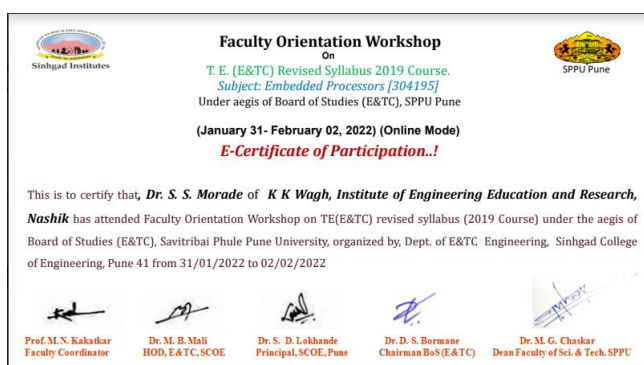 Faculty Orientation Workshop
On
T. E. (E&TC) Revised Syllabus 2019 Course.
Subject: Embedded Processors [304195]
Under aegis of Board of Studies (E&TC), SPPU Pune
Sinhgad Institutes
SPPU Pune
(January 31- February 02, 2022) (Online Mode)
E-Certificate of Participation..!
This is to certify that, Dr. S. S. Morade of K K Wagh, Institute of Engineering Education and Research,
Nashik has attended Faculty Orientation Workshop on TE(E&TC) revised syllabus (2019 Course) under the aegis of
Board of Studies (E&TC), Savitribai Phule Pune University, organized by, Dept. of E&TC Engineering, Sinhgad College
of Engineering, Pune 41 from 31/01/2022 to 02/02/2022
Prof. M. N. Kakatkar
Faculty Coordinator
Dr. M. B. Mali
HOD, E&TC, SCOE
Dr. S. D. Lokhande
Principal, SCOE, Pune
Dr. D. S. Bormane
Chairman BoS (E&TC)
Dr. M. G. Chaskar
Dean Faculty of Sci. & Tech. SPPU